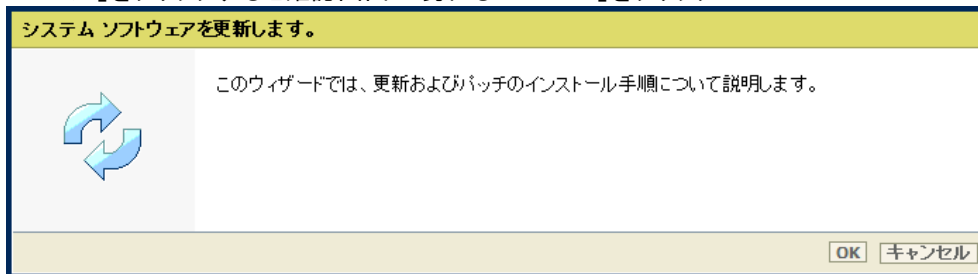 システム ソフトウェアを更新します。
このウィザードでは、更新およびパッチのインストール手順について説明します。
OK キャンセル